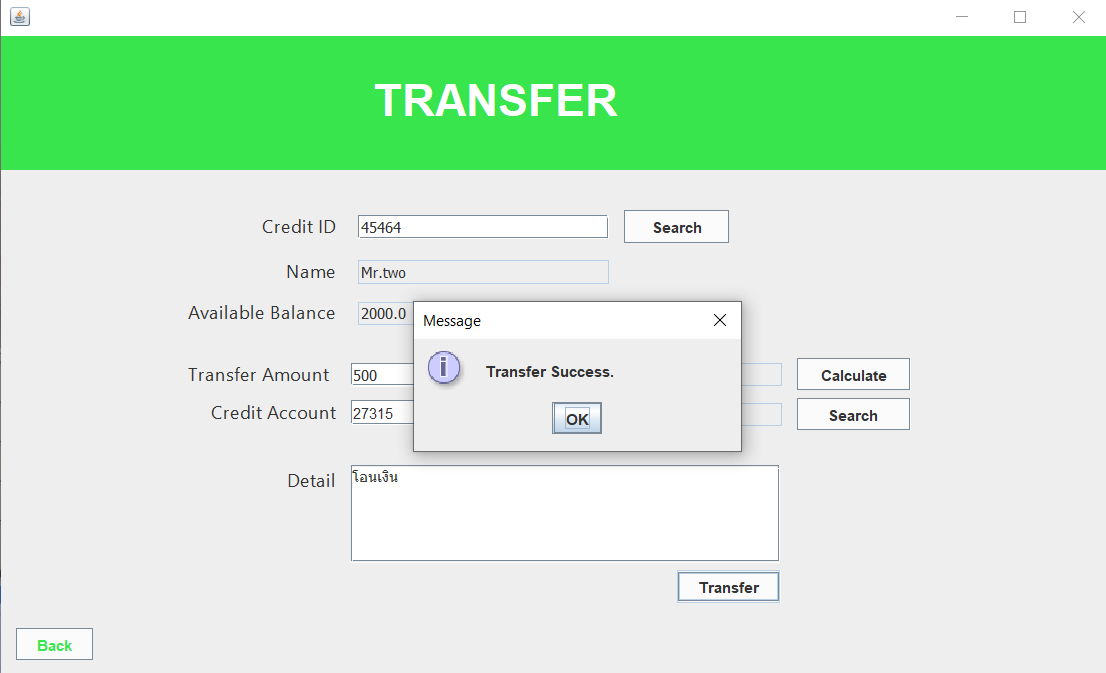 TRANSFER
Credit ID 45464 Search
Name Mr.two
Available Balance 2000.0
Message
Transfer Success.
OK
Transfer Amount 500 Calculate
Credit Account 27315 Search
Detail โอนเงิน
Transfer
Back